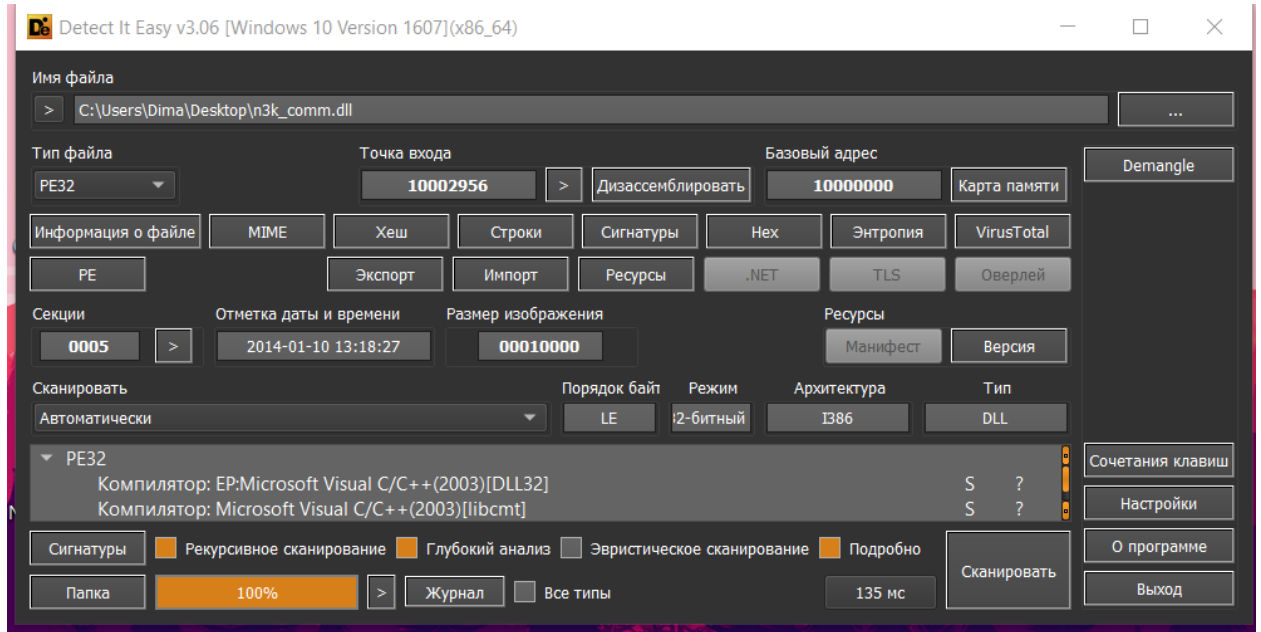 Detect It Easy v3.06 [Windows 10 Version 1607](x86_64)
Имя файла
> C:\Users\Dima\Desktop\n3k_comm.dll ...
Тип файла Точка входа Базовый адрес
PE32 10002956 > Дизассемблировать 10000000 Карта памяти Demangle
Информация о файле MIME Хеш Строки Сигнатуры Hex Энтропия VirusTotal
PE Экспорт Импорт Ресурсы .NET TLS Оверлей
Секции Отметка даты и времени Размер изображения Ресурсы
0005 > 2014-01-10 13:18:27 00010000 Манифест Версия
Сканировать Порядок байт Режим Архитектура Тип
Автоматически LE 32-битный I386 DLL
PE32
Компилятор: EP:Microsoft Visual C/C++(2003)[DLL32] S ?
Компилятор: Microsoft Visual C/C++(2003)[libcmt] S ?
Сочетания клавиш
Настройки
Сигнатуры Рекурсивное сканирование Глубокий анализ Эвристическое сканирование Подробно Сканировать О программе
Папка 100% > Журнал Все типы 135 мс Выход